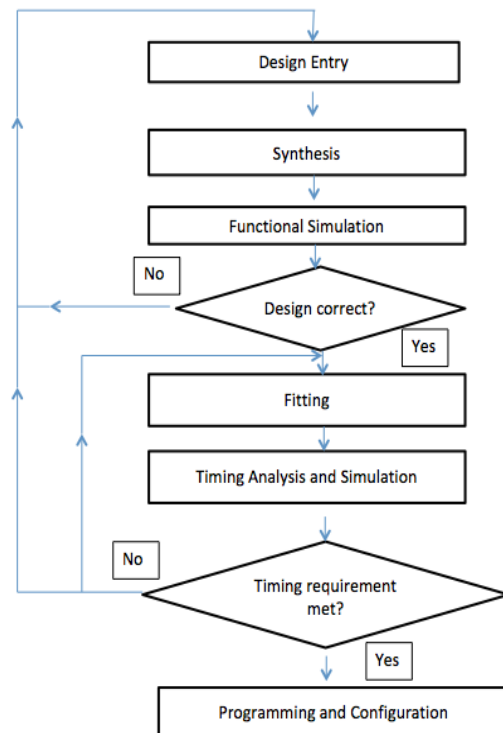 Design Entry
Synthesis
Functional Simulation
No
Design correct?
Yes
Fitting
Timing Analysis and Simulation
No
Timing requirement
met?
Yes
Programming and Configuration